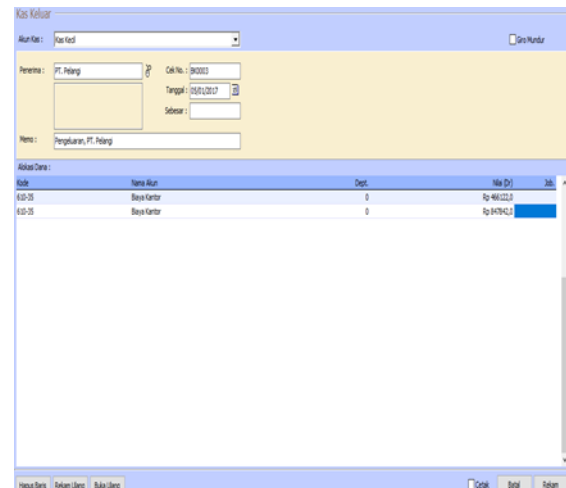 Kas Keluar
Akun Kas : Kas Kecil Giro Mundur
Penerima : PT. Pelangi Cek No. : BK0003
Tanggal : 05/01/2017
Sebesar :
Memo : Pengeluaran, PT. Pelangi
Alokasi Dana :
Kode Nama Akun Dept. Nilai (Dr) Job.
610-35 Biaya Kantor 0 Rp 466122,0
610-35 Biaya Kantor 0 Rp 847842,0
Hapus Baris Rekam Ulang Buka Ulang Cetak Batal Rekam